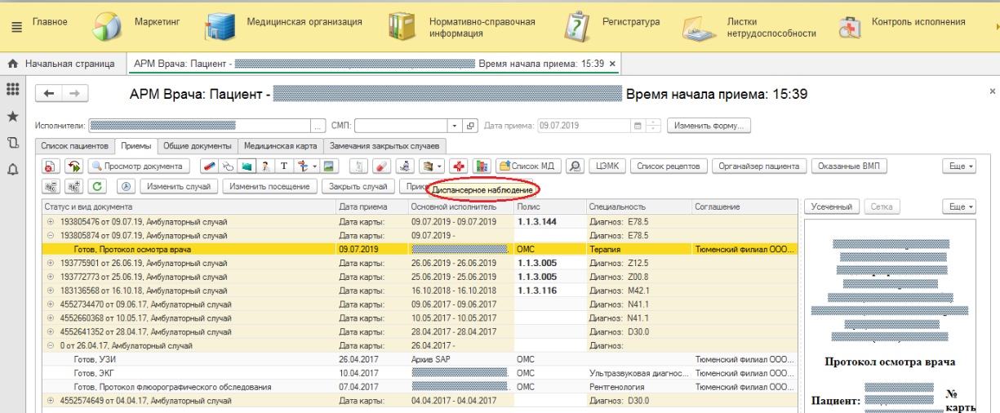 Главное Маркетинг Медицинская организация Нормативно-справочная информация Регистратура Листки нетрудоспособности Контроль исполнения
Начальная страница АРМ Врача: Пациент - Время начала приема: 15:39 ×
АРМ Врача: Пациент - Время начала приема: 15:39
Исполнители: ... СМП: Дата приема: 09.07.2019 Изменить форму...
Список пациентов Приемы Общие документы Медицинская карта Замечания закрытых случаев
Просмотр документа T Список МД ЦЭМК Список рецептов Органайзер пациента Оказанные ВМП Еще
Изменить случай Изменить посещение Закрыть случай Прик Диспансерное наблюдение
Статус и вид документа Дата приема Основной исполнитель Полис Специальность Соглашение Усеченный Сетка Еще
193805476 от 09.07.19, Амбулаторный случай Дата карты: 09.07.2019 - 09.07.2019 1.1.3.144 Диагноз: E78.5
193805874 от 09.07.19, Амбулаторный случай Дата карты: 09.07.2019 - Диагноз: E78.5
Готов, Протокол осмотра врача 09.07.2019 ОМС Терапия Тюменский филиал ООО...
193775901 от 26.06.19, Амбулаторный случай Дата карты: 26.06.2019 - 26.06.2019 1.1.3.005 Диагноз: Z12.5
193772773 от 25.06.19, Амбулаторный случай Дата карты: 25.06.2019 - 25.06.2019 1.1.3.005 Диагноз: Z00.8
183136568 от 16.10.18, Амбулаторный случай Дата карты: 16.10.2018 - 16.10.2018 1.1.3.116 Диагноз: M42.1
4552734470 от 09.06.17, Амбулаторный случай Дата карты: 09.06.2017 - 09.06.2017 Диагноз: N41.1
4552660368 от 10.05.17, Амбулаторный случай Дата карты: 10.05.2017 - 10.05.2017 Диагноз: N41.1
4552641352 от 28.04.17, Амбулаторный случай Дата карты: 28.04.2017 - 28.04.2017 Диагноз: D30.0
0 от 26.04.17, Амбулаторный случай Дата карты: 26.04.2017 - Диагноз:
Готов, УЗИ 26.04.2017 Архив SAP ОМС Тюменский филиал ООО...
Готов, ЭКГ 10.04.2017 ОМС Ультразвуковая диагнос... Тюменский филиал ООО...
Готов, Протокол флюорографического обследования 07.04.2017 ОМС Рентгенология Тюменский филиал ООО...
4552574649 от 04.04.17, Амбулаторный случай Дата карты: 04.04.2017 - 04.04.2017 Диагноз: D30.0
Протокол осмотра врача
Пациент: №
карты